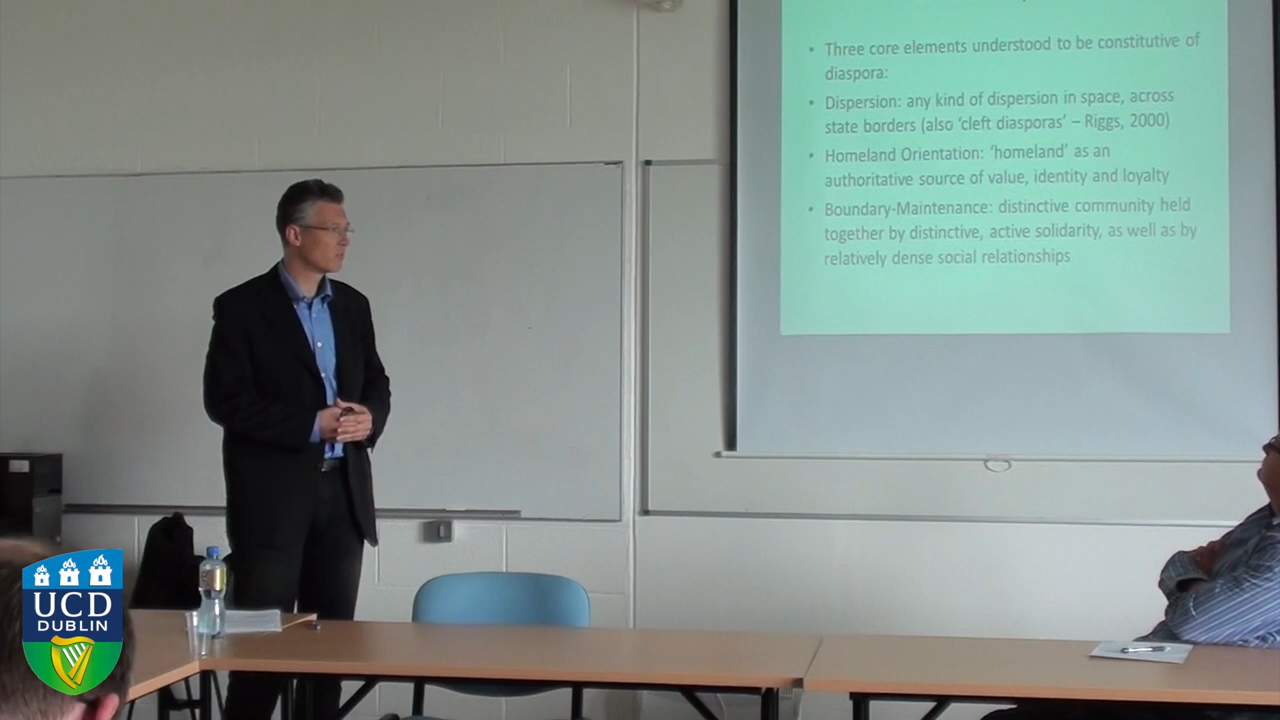 • Three core elements understood to be constitutive of
diaspora:
• Dispersion: any kind of dispersion in space, across
state borders (also ‘cleft diasporas’ – Riggs, 2000)
• Homeland Orientation: ‘homeland’ as an
authoritative source of value, identity and loyalty
• Boundary-Maintenance: distinctive community held
together by distinctive, active solidarity, as well as by
relatively dense social relationships
UCD
DUBLIN